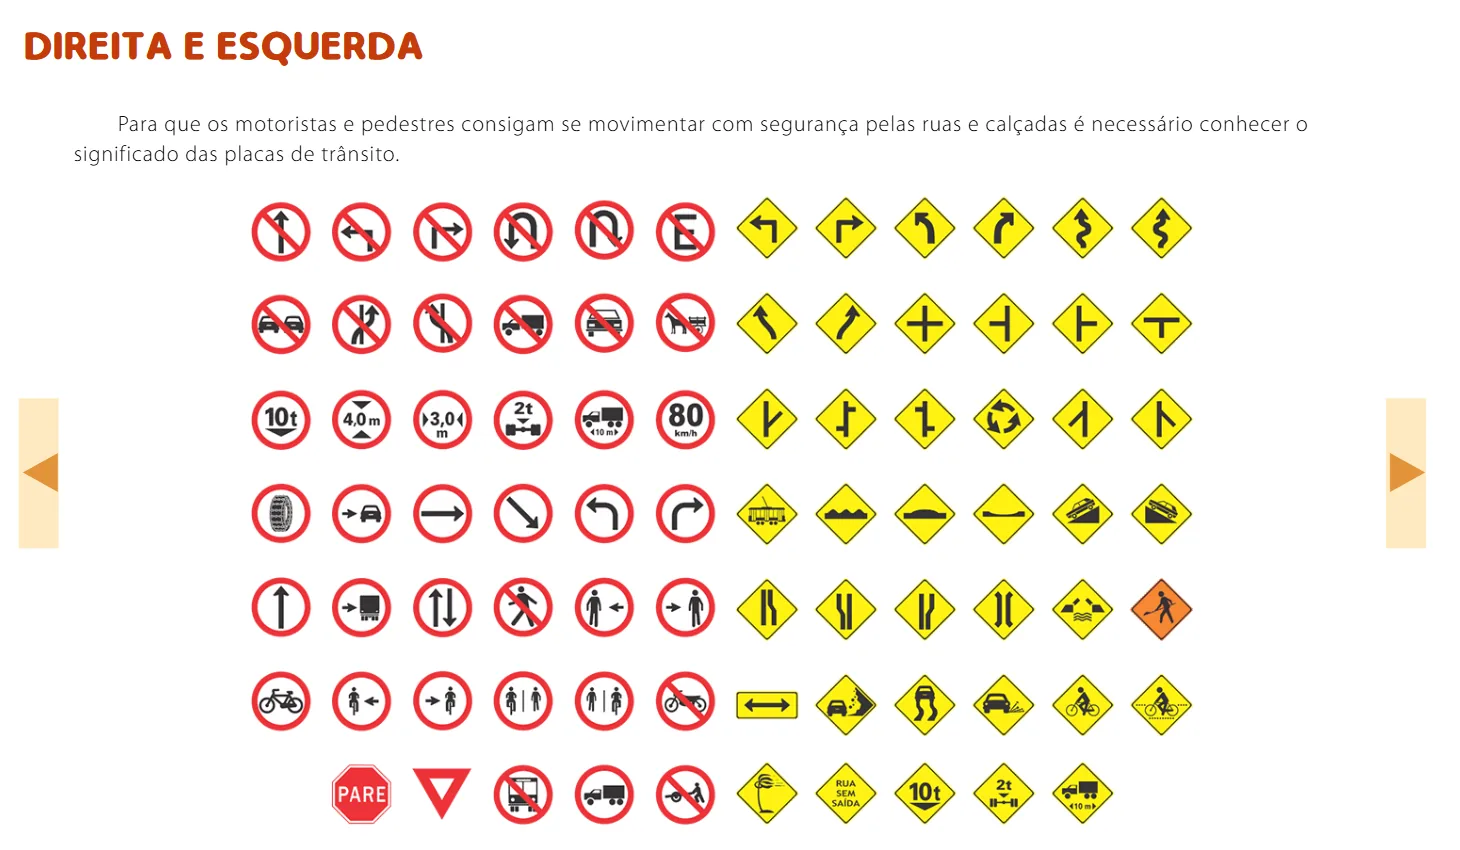 DIREITA E ESQUERDA
Para que os motoristas e pedestres consigam se movimentar com segurança pelas ruas e calçadas é necessário conhecer o
significado das placas de trânsito.
E
10t
4,0 m
3,0
m
2t
10 m
80
km/h
PARE
RUA
SEM
SAÍDA
10t
2t
10 m